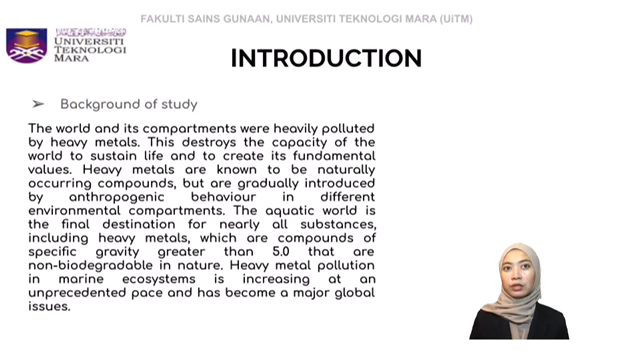 FAKULTI SAINS GUNAAN, UNIVERSITI TEKNOLOGI MARA (UiTM)
UNIVERSITI
TEKNOLOGI
MARA
INTRODUCTION
➢ Background of study
The world and its compartments were heavily polluted
by heavy metals. This destroys the capacity of the
world to sustain life and to create its fundamental
values. Heavy metals are known to be naturally
occurring compounds, but are gradually introduced
by anthropogenic behaviour in different
environmental compartments. The aquatic world is
the final destination for nearly all substances,
including heavy metals, which are compounds of
specific gravity greater than 5.0 that are
non-biodegradable in nature. Heavy metal pollution
in marine ecosystems is increasing at an
unprecedented pace and has become a major global
issues.